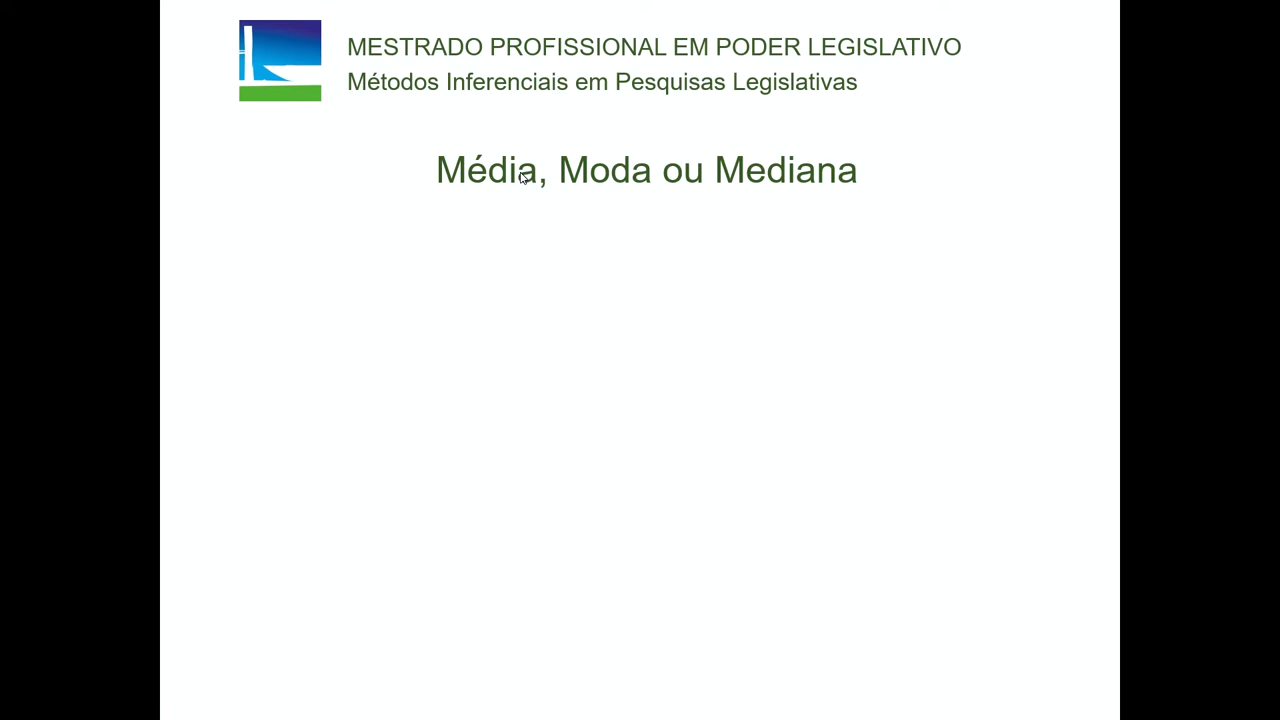 MESTRADO PROFISSIONAL EM PODER LEGISLATIVO
Métodos Inferenciais em Pesquisas Legislativas
Média, Moda ou Mediana